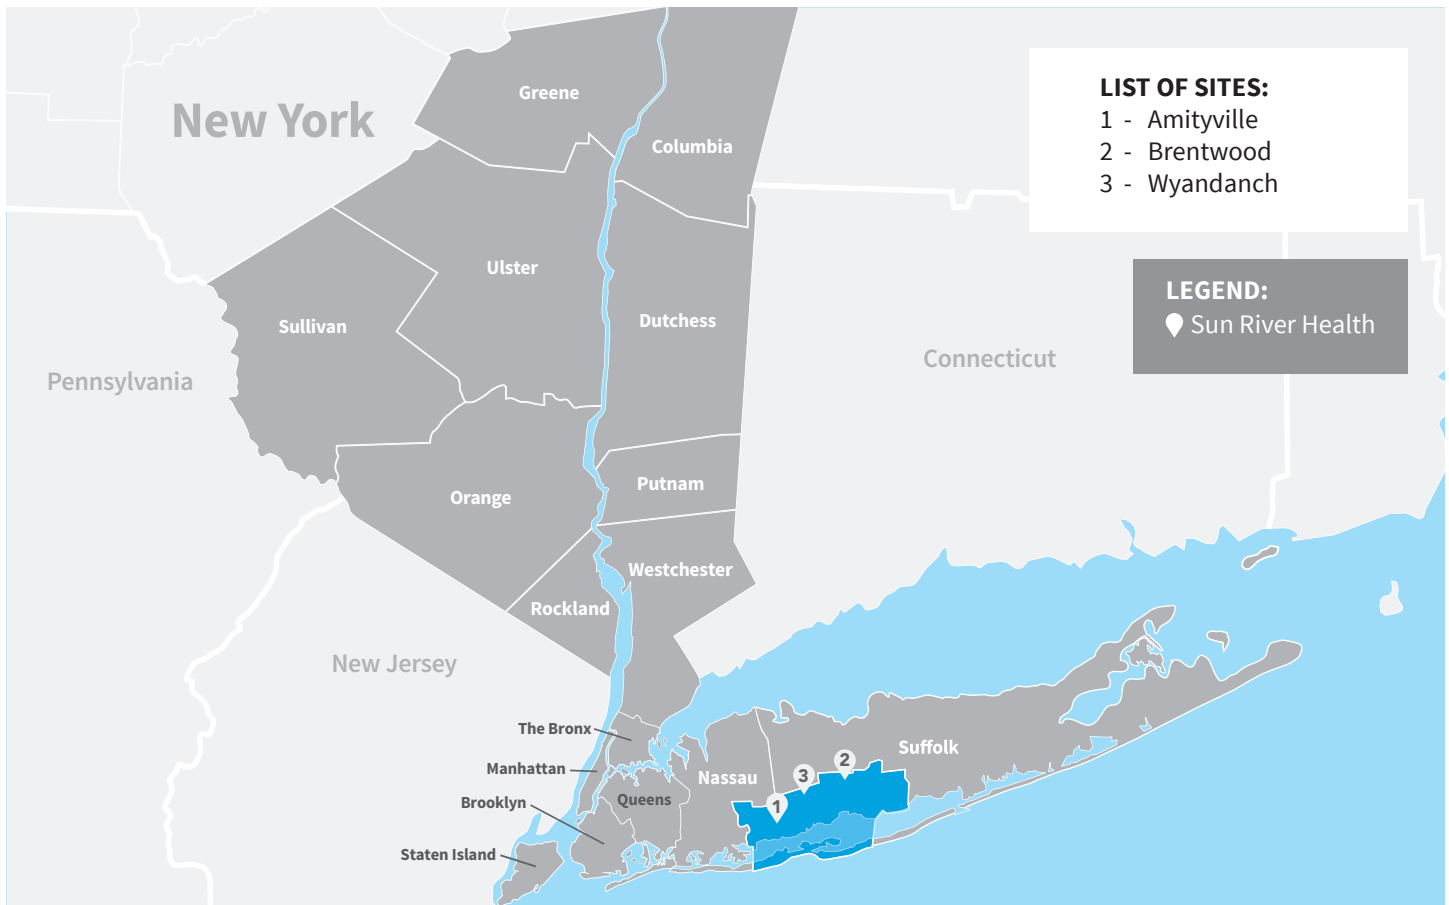 New York
Greene
Columbia
LIST OF SITES:
1 - Amityville
2 - Brentwood
3 - Wyandanch
Ulster
Sullivan
Dutchess
LEGEND:
Sun River Health
Pennsylvania
Connecticut
Orange
Putnam
Westchester
Rockland
New Jersey
The Bronx
Manhattan
Brooklyn
Queens
Nassau
Suffolk
Staten Island
2
3
1